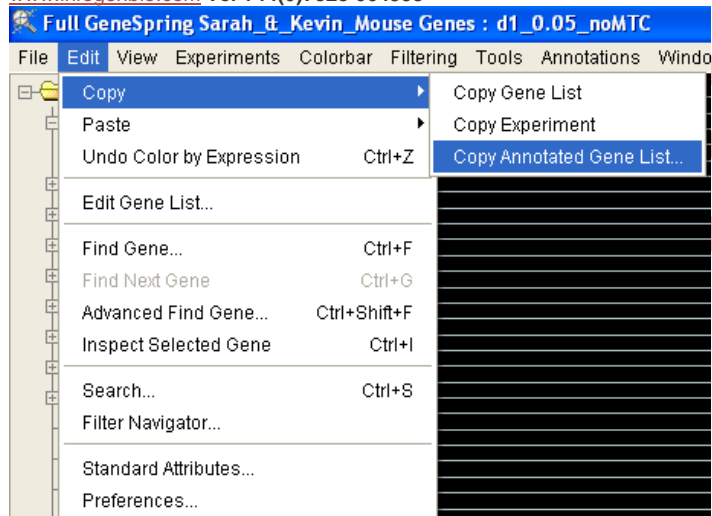 Full GeneSpring Sarah_&_Kevin_Mouse Genes : d1_0.05_noMTC
File Edit View Experiments Colorbar Filtering Tools Annotations Windo
Copy
Copy Gene List
Paste
Copy Experiment
Undo Color by Expression Ctrl+Z
Copy Annotated Gene List...
Edit Gene List...
Find Gene... Ctrl+F
Find Next Gene Ctrl+G
Advanced Find Gene... Ctrl+Shift+F
Inspect Selected Gene Ctrl+I
Search... Ctrl+S
Filter Navigator...
Standard Attributes...
Preferences...